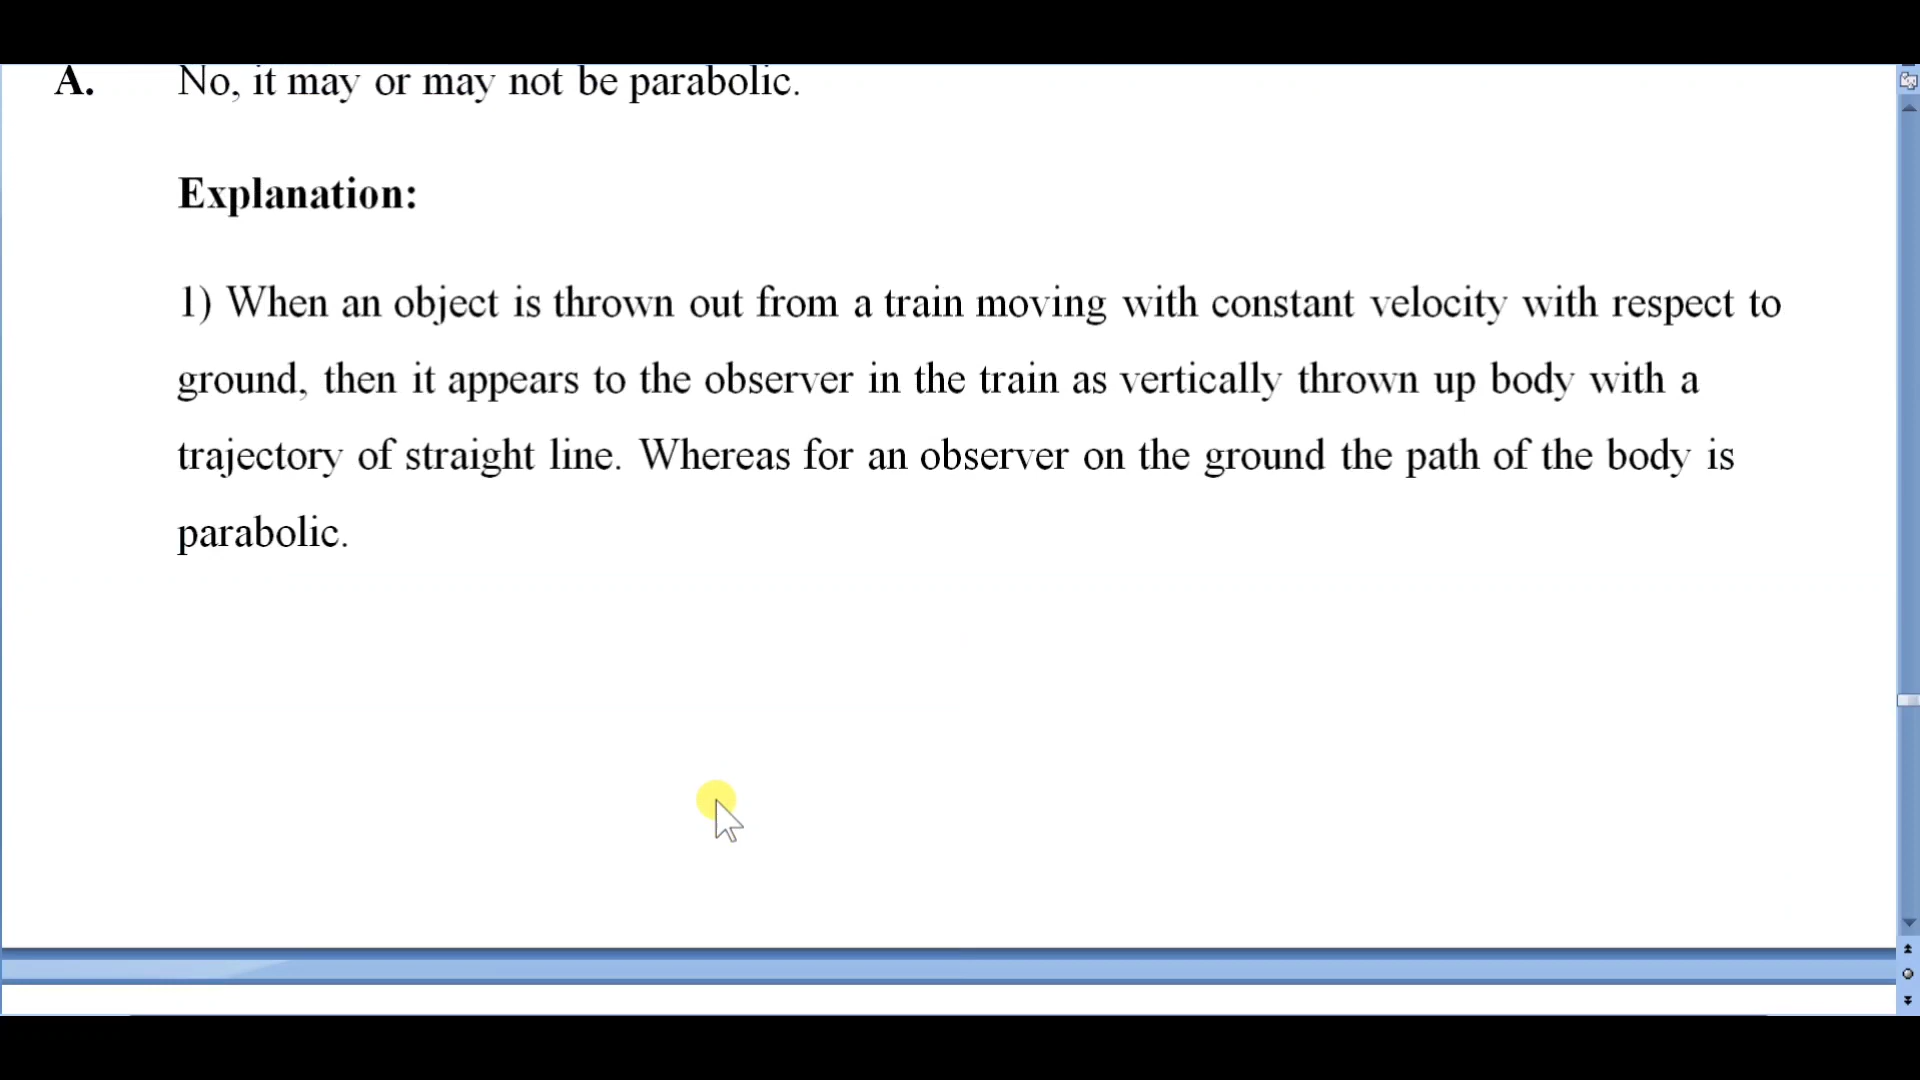 A. No, it may or may not be parabolic.
Explanation:
1) When an object is thrown out from a train moving with constant velocity with respect to
ground, then it appears to the observer in the train as vertically thrown up body with a
trajectory of straight line. Whereas for an observer on the ground the path of the body is
parabolic.